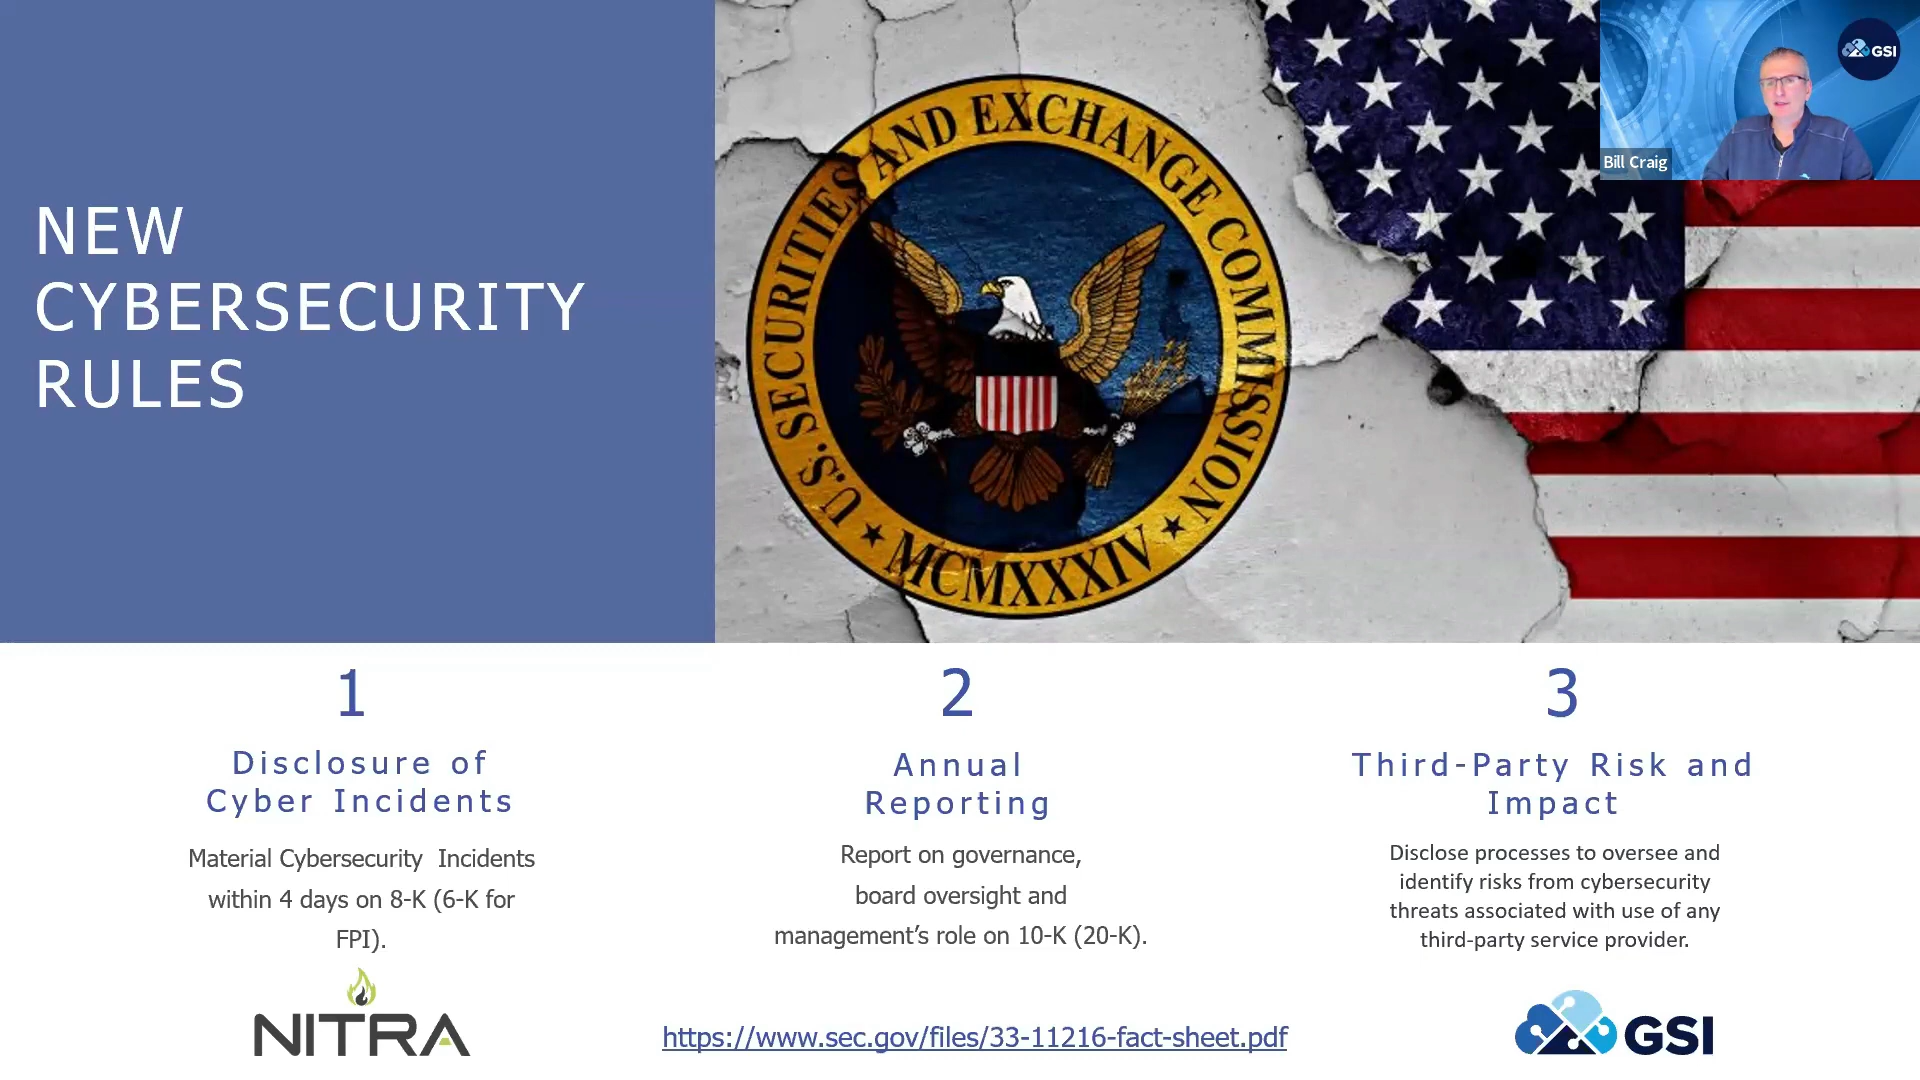 NEW
CYBERSECURITY
RULES
U.S. SECURITIES AND EXCHANGE COMMISSION
MCMXXXIV
GSI
Bill Craig
1
Disclosure of
Cyber Incidents
Material Cybersecurity Incidents
within 4 days on 8-K (6-K for
FPI).
2
Annual
Reporting
Report on governance,
board oversight and
management’s role on 10-K (20-K).
3
Third-Party Risk and
Impact
Disclose processes to oversee and
identify risks from cybersecurity
threats associated with use of any
third-party service provider.
NITRA
https://www.sec.gov/files/33-11216-fact-sheet.pdf
GSI